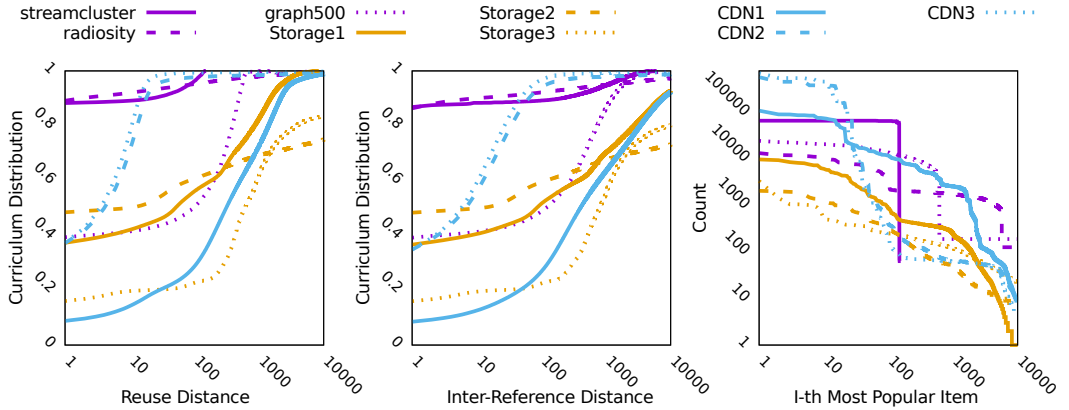 streamcluster
radiosity
graph500
Storage1
Storage2
Storage3
CDN1
CDN2
CDN3
Curriculum Distribution
1
0.8
0.6
0.4
0.2
0
1
10
100
1000
10000
Reuse Distance
Curriculum Distribution
1
0.8
0.6
0.4
0.2
0
1
10
100
1000
10000
Inter-Reference Distance
Count
100000
10000
1000
100
10
1
1
10
100
1000
10000
I-th Most Popular Item